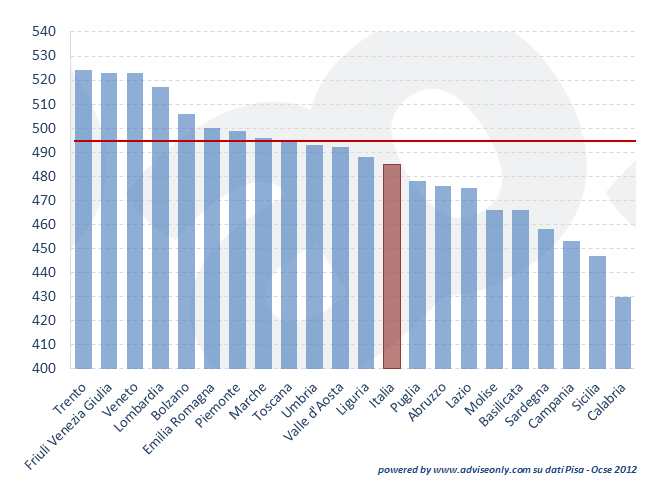 540
530
520
510
500
490
480
470
460
450
440
430
420
410
400
Trento
Friuli Venezia Giulia
Veneto
Lombardia
Bolzano
Emilia Romagna
Piemonte
Marche
Toscana
Umbria
Valle d'Aosta
Liguria
Italia
Puglia
Abruzzo
Lazio
Molise
Basilicata
Sardegna
Campania
Sicilia
Calabria
powered by www.adviseonly.com su dati Pisa - Ocse 2012